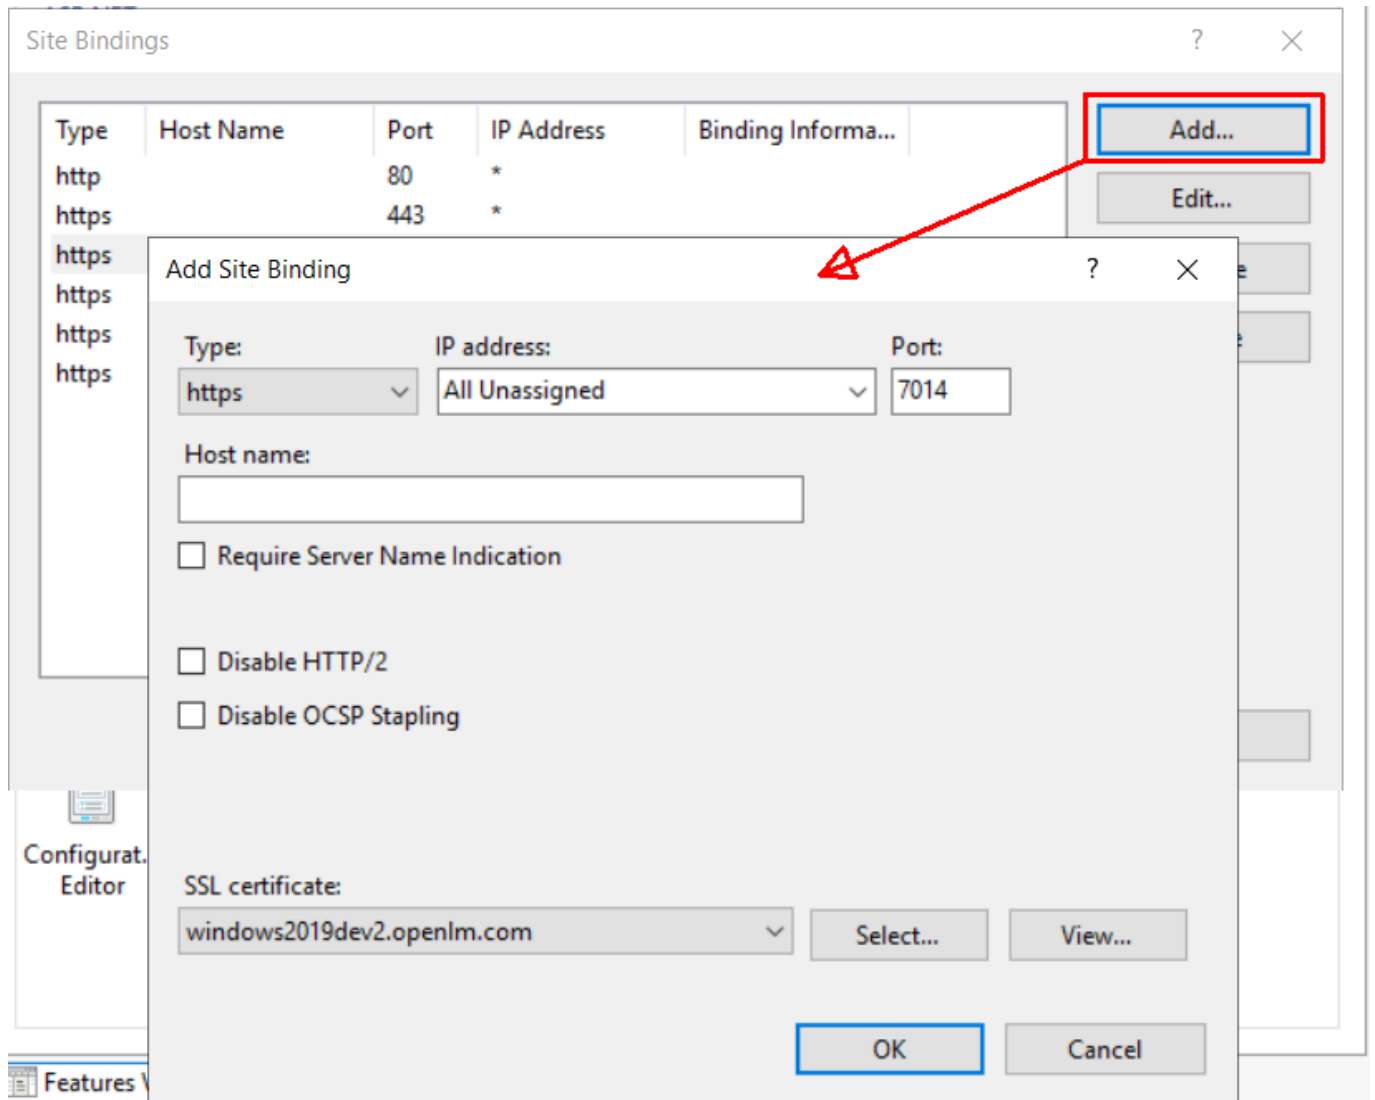 Site Bindings ?
Type Host Name Port IP Address Binding Informa... Add...
http 80 *
https 443 * Edit...
https
https
https
https
Add Site Binding ?
Type: IP address: Port:
https All Unassigned 7014
Host name:
Require Server Name Indication
Disable HTTP/2
Disable OCSP Stapling
Configurat.
Editor
SSL certificate:
windows2019dev2.openlm.com Select... View...
OK Cancel
Features